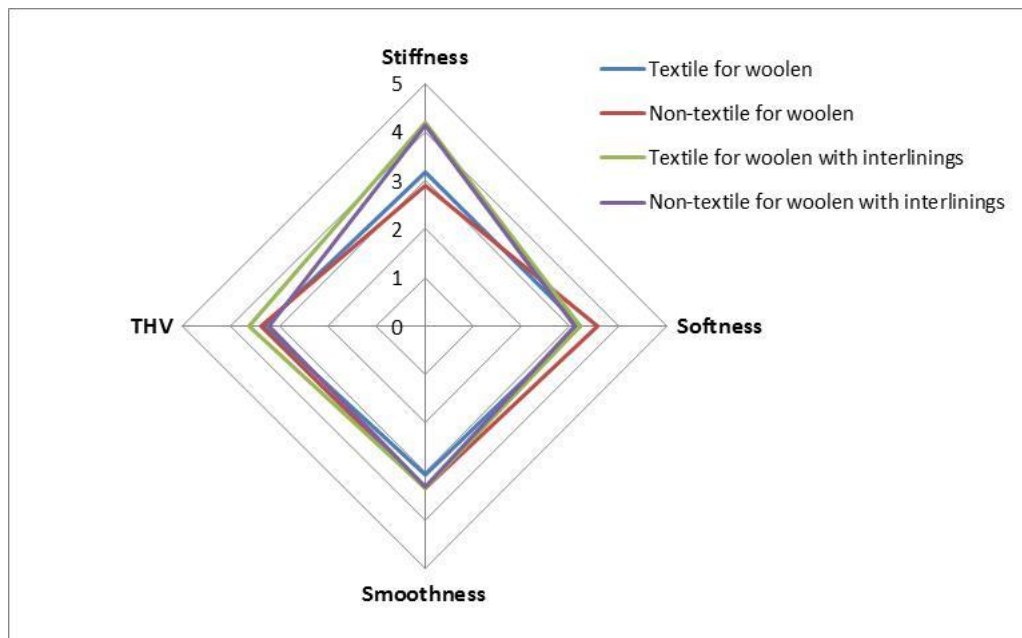 Stiffness
5
4
3
2
1
0
THV
Softness
Smoothness
Textile for woolen
Non-textile for woolen
Textile for woolen with interlinings
Non-textile for woolen with interlinings